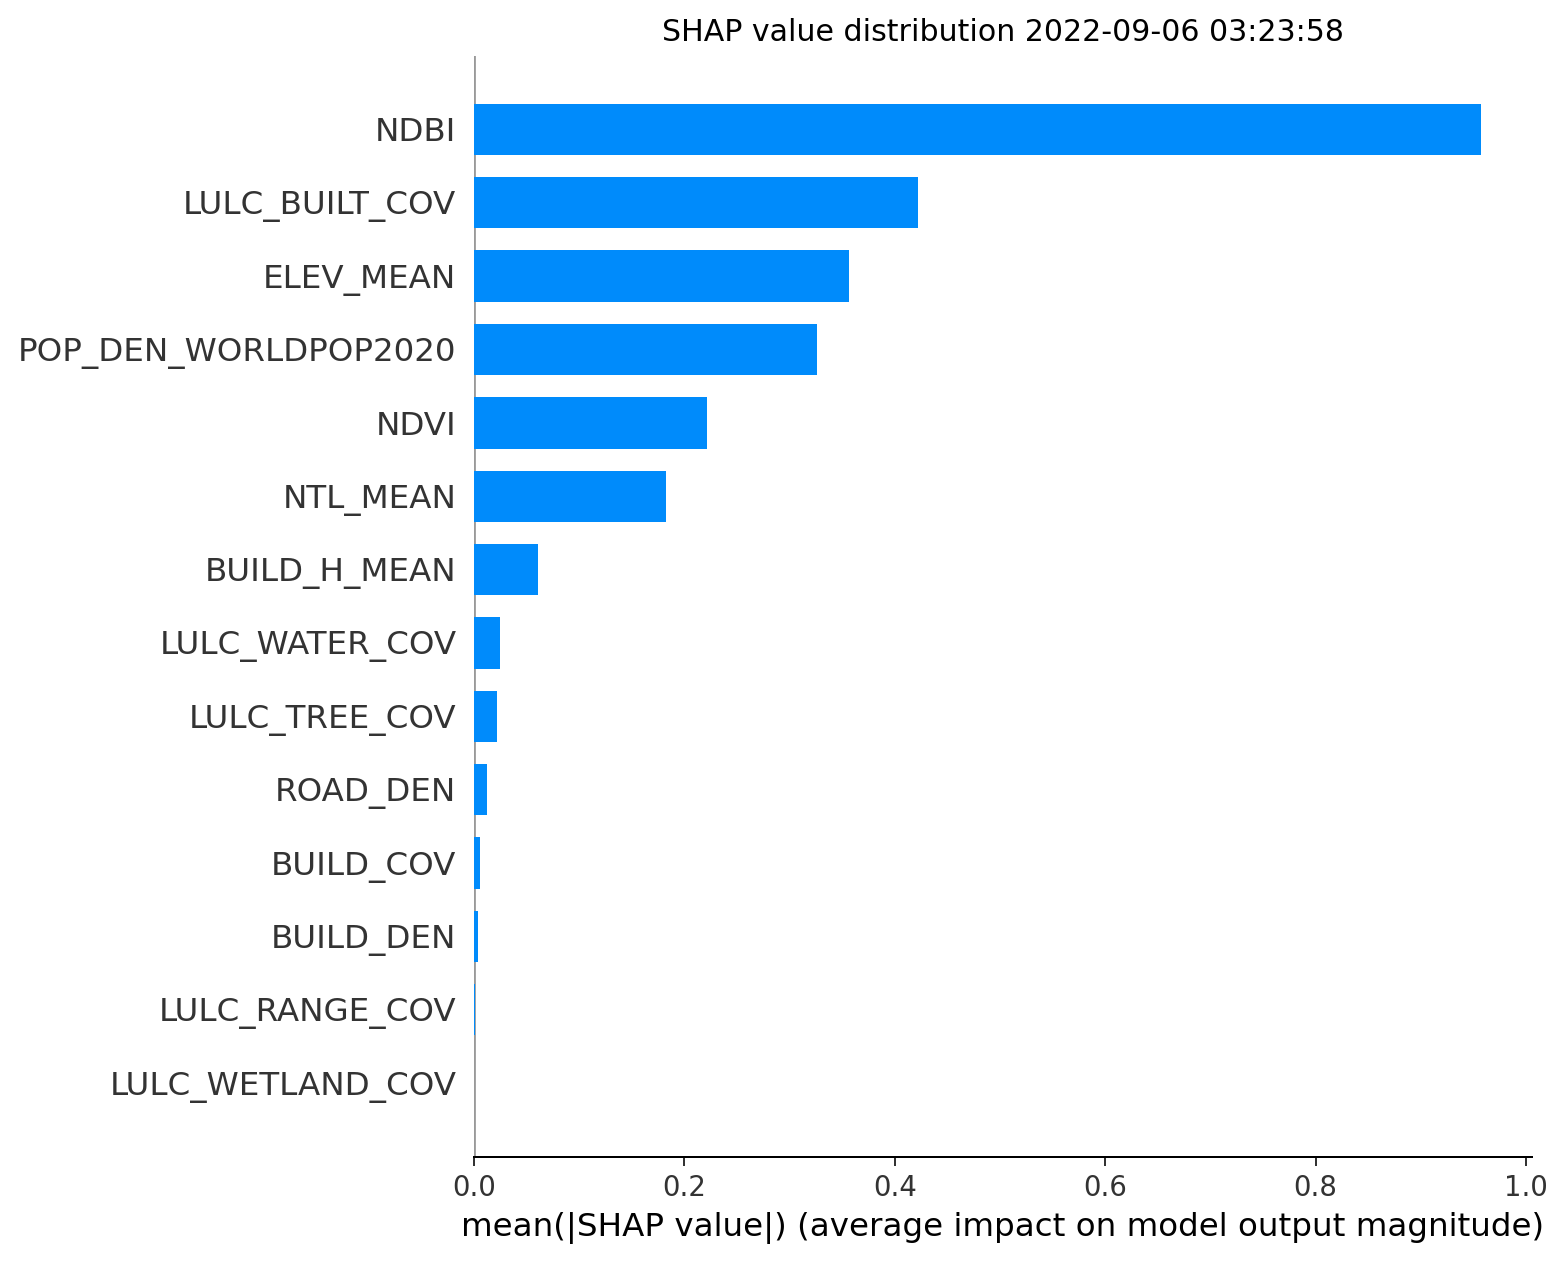 SHAP value distribution 2022-09-06 03:23:58
NDBI
LULC_BUILT_COV
ELEV_MEAN
POP_DEN_WORLDPOP2020
NDVI
NTL_MEAN
BUILD_H_MEAN
LULC_WATER_COV
LULC_TREE_COV
ROAD_DEN
BUILD_COV
BUILD_DEN
LULC_RANGE_COV
LULC_WETLAND_COV
0.0 0.2 0.4 0.6 0.8 1.0
mean(|SHAP value|) (average impact on model output magnitude)